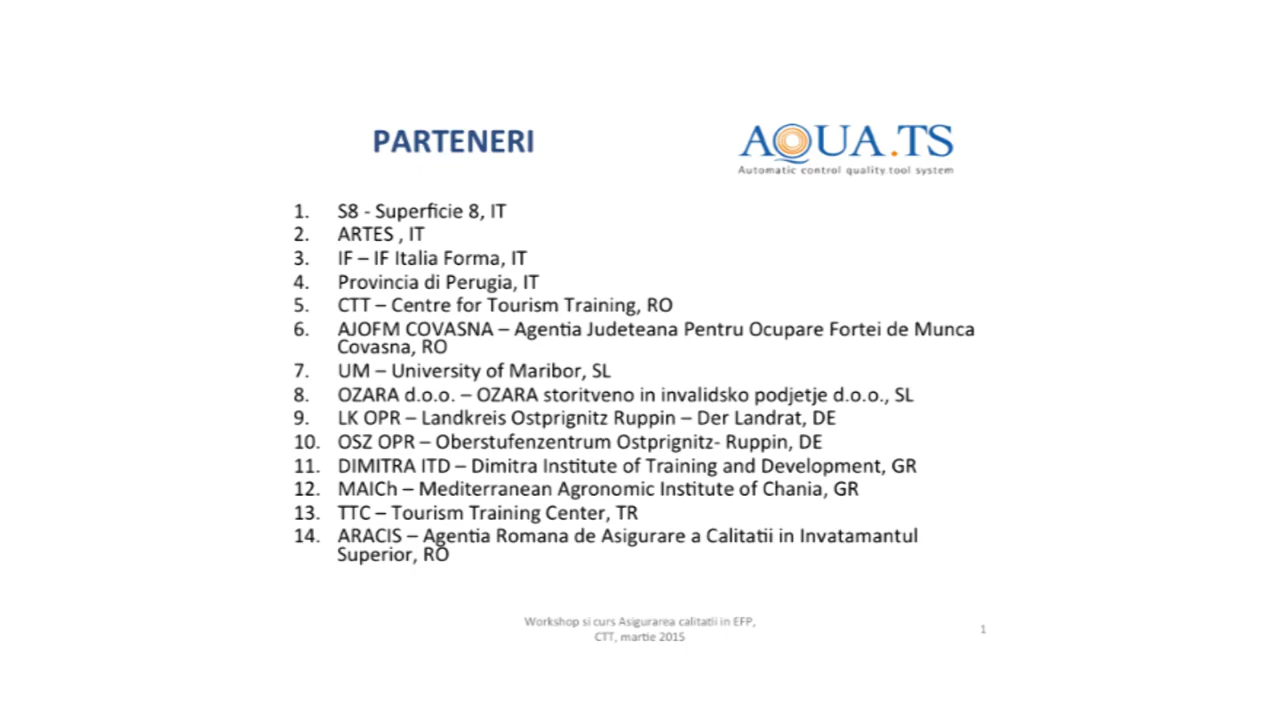 PARTENERI
AQUA.TS
Automatic control quality tool system
1. S8 - Superficie 8, IT
2. ARTES , IT
3. IF – IF Italia Forma, IT
4. Provincia di Perugia, IT
5. CTT – Centre for Tourism Training, RO
6. AJOFM COVASNA – Agentia Judeteana Pentru Ocupare Fortei de Munca
Covasna, RO
7. UM – University of Maribor, SL
8. OZARA d.o.o. – OZARA storitveno in invalidsko podjetje d.o.o., SL
9. LK OPR – Landkreis Ostprignitz Ruppin – Der Landrat, DE
10. OSZ OPR – Oberstufenzentrum Ostprignitz- Ruppin, DE
11. DIMITRA ITD – Dimitra Institute of Training and Development, GR
12. MAICh – Mediterranean Agronomic Institute of Chania, GR
13. TTC – Tourism Training Center, TR
14. ARACIS – Agentia Romana de Asigurare a Calitatii in Invatamantul
Superior, RO
Workshop si curs Asigurarea calitatii in EFP,
CTT, martie 2015
1